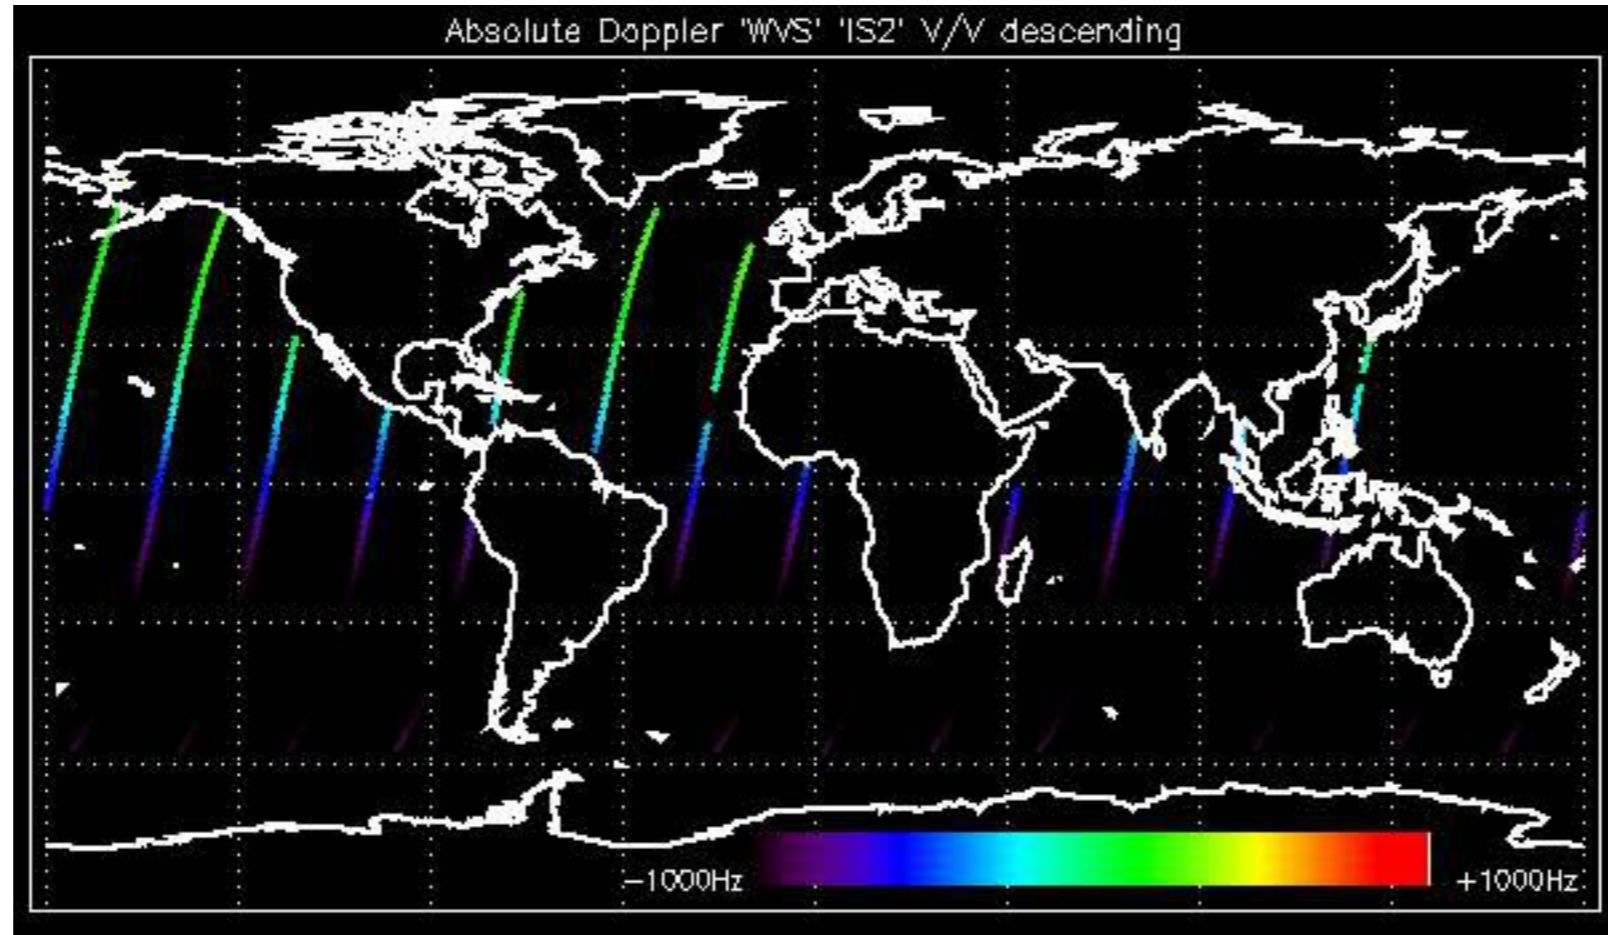 Absolute Doppler 'WVS' 'IS2' V/V descending
−1000Hz +1000Hz